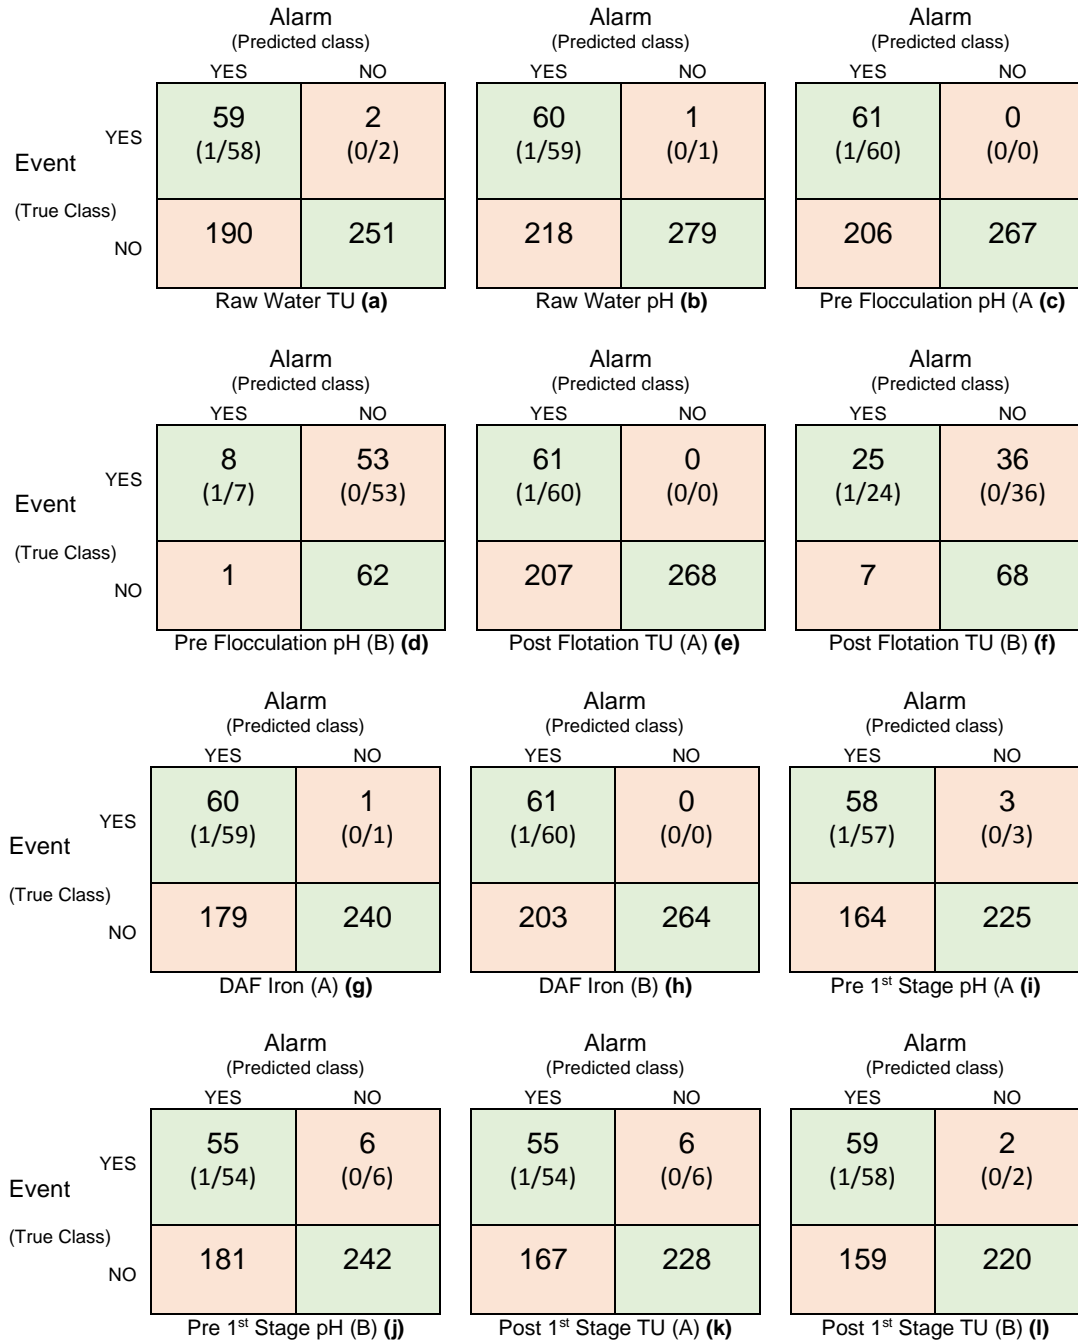 Alarm Alarm Alarm
(Predicted class) (Predicted class) (Predicted class)
YES NO YES NO YES NO
59 2 60 1 61 0
YES
(1/58) (0/2) (1/59) (0/1) (1/60) (0/0)
Event
(True Class)
190 251 218 279 206 267
NO
Raw Water TU (a) Raw Water pH (b) Pre Flocculation pH (A (c)
Alarm Alarm Alarm
(Predicted class) (Predicted class) (Predicted class)
YES NO YES NO YES NO
8 53 61 0 25 36
YES
(1/7) (0/53) (1/60) (0/0) (1/24) (0/36)
Event
(True Class)
1 62 207 268 7 68
NO
Pre Flocculation pH (B) (d) Post Flotation TU (A) (e) Post Flotation TU (B) (f)
Alarm Alarm Alarm
(Predicted class) (Predicted class) (Predicted class)
YES NO YES NO YES NO
60 1 61 0 58 3
YES
(1/59) (0/1) (1/60) (0/0) (1/57) (0/3)
Event
(True Class)
179 240 203 264 164 225
NO
DAF Iron (A) (g) DAF Iron (B) (h) Pre 1st Stage pH (A (i)
Alarm Alarm Alarm
(Predicted class) (Predicted class) (Predicted class)
YES NO YES NO YES NO
55 6 55 6 59 2
YES
(1/54) (0/6) (1/54) (0/6) (1/58) (0/2)
Event
(True Class)
181 242 167 228 159 220
NO
Pre 1st Stage pH (B) (j) Post 1st Stage TU (A) (k) Post 1st Stage TU (B) (l)